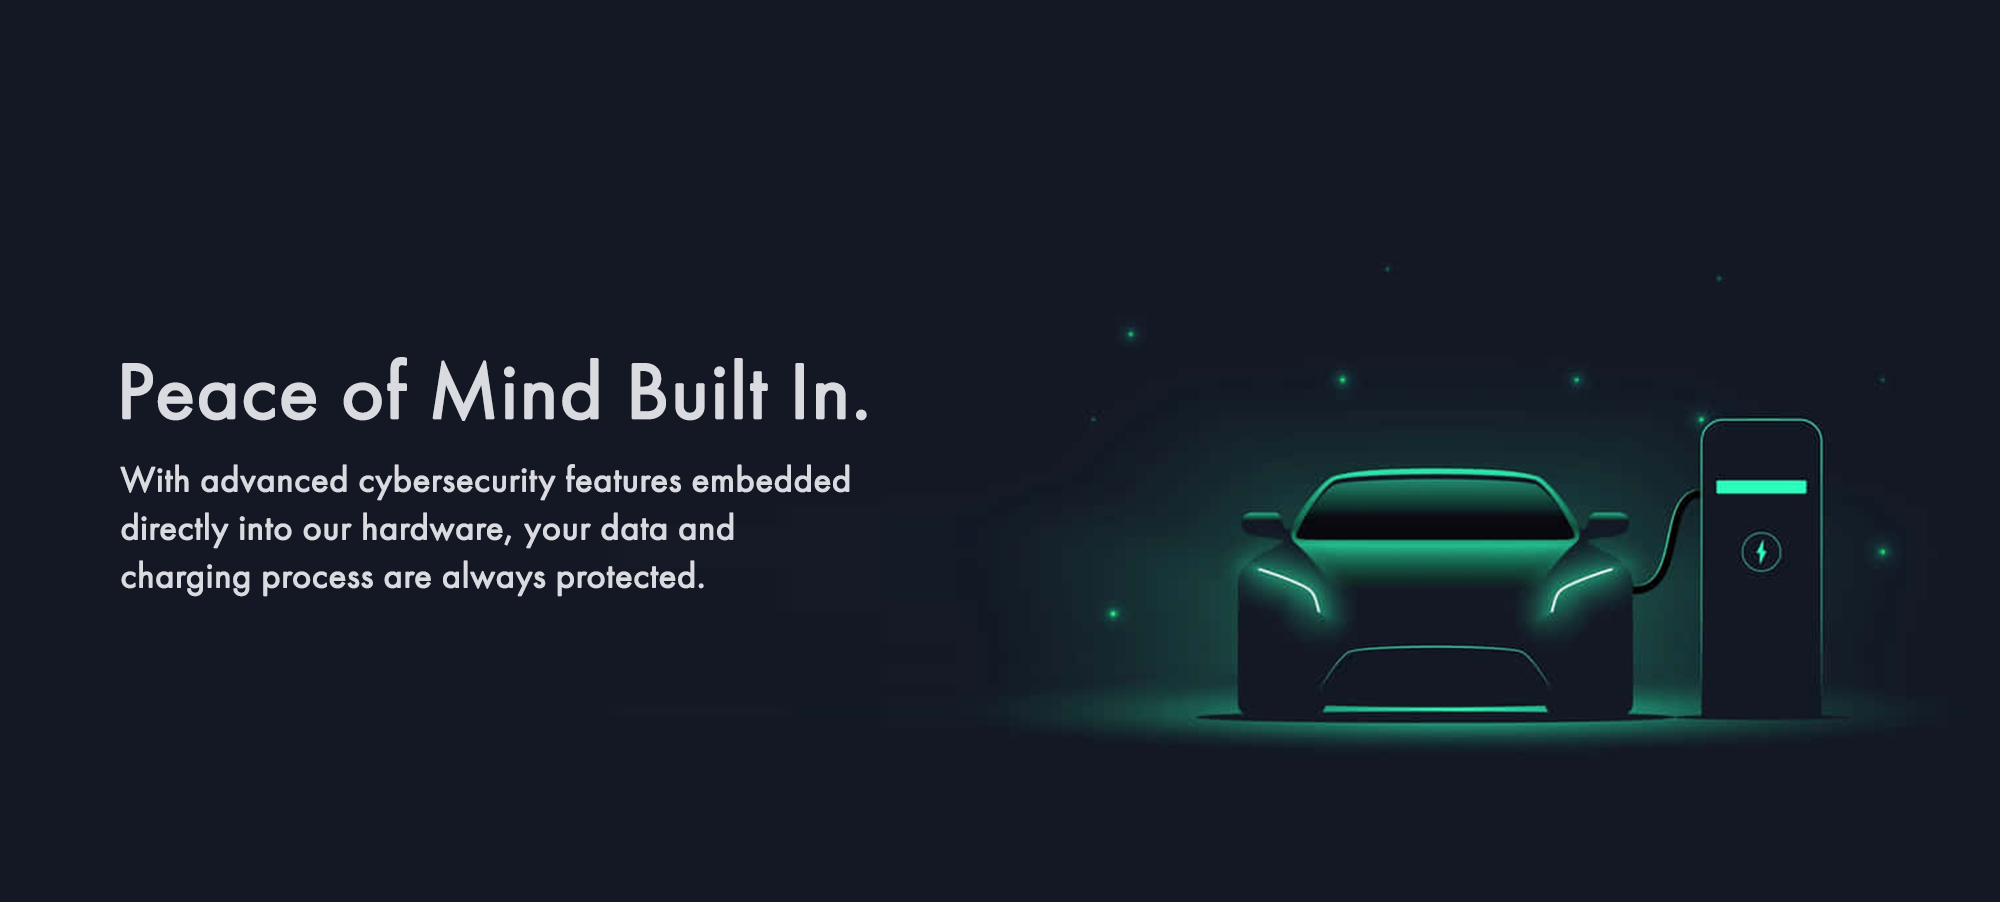 Peace of Mind Built In.
With advanced cybersecurity features embedded
directly into our hardware, your data and
charging process are always protected.